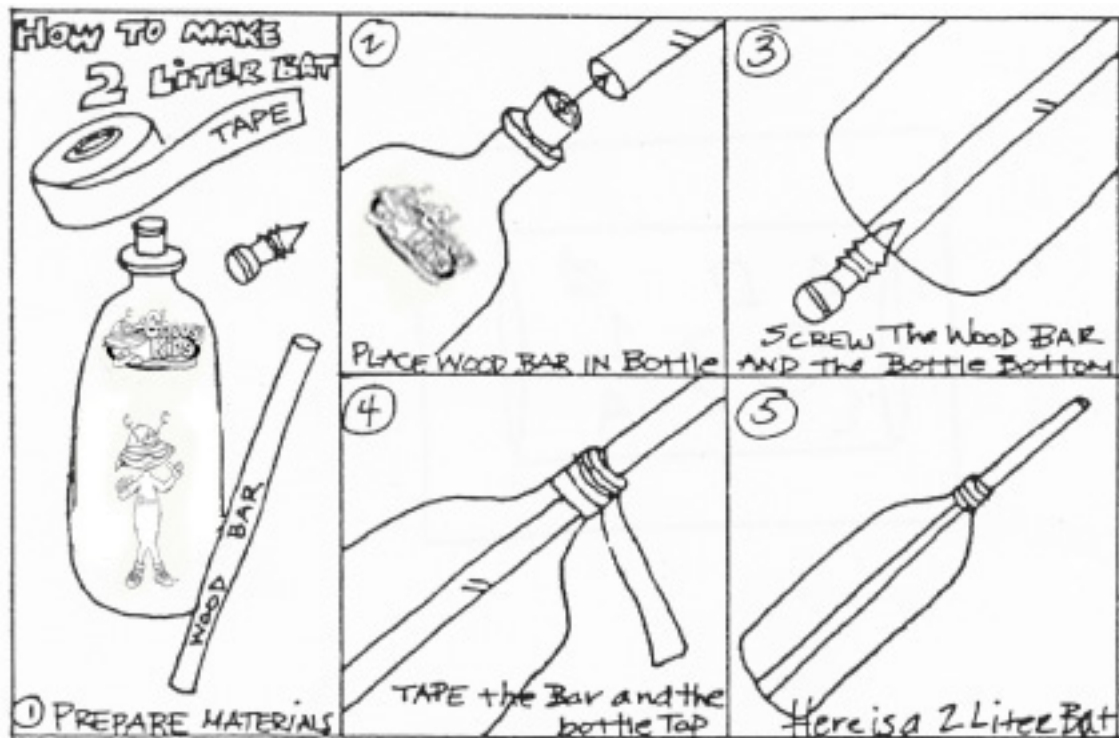 HOW TO MAKE
2 LITER BAT
TAPE
KIDS
WOOD BAR
① PREPARE MATERIALS
②
PLACE WOOD BAR IN Bottle
③
SCREW The WOOD BAR
AND the Bottle Bottom
④
TAPE the Bar and the
bottle Top
⑤
Here is a 2 Liter Bat